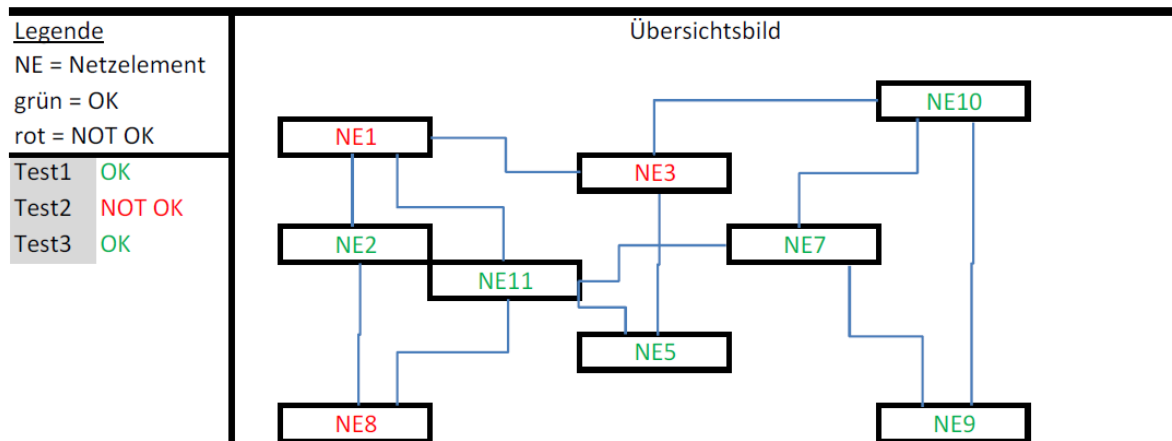 Legende
NE = Netzelement
grün = OK
rot = NOT OK
Test1 OK
Test2 NOT OK
Test3 OK
Übersichtsbild
NE10
NE1
NE3
NE2
NE7
NE11
NE5
NE8
NE9